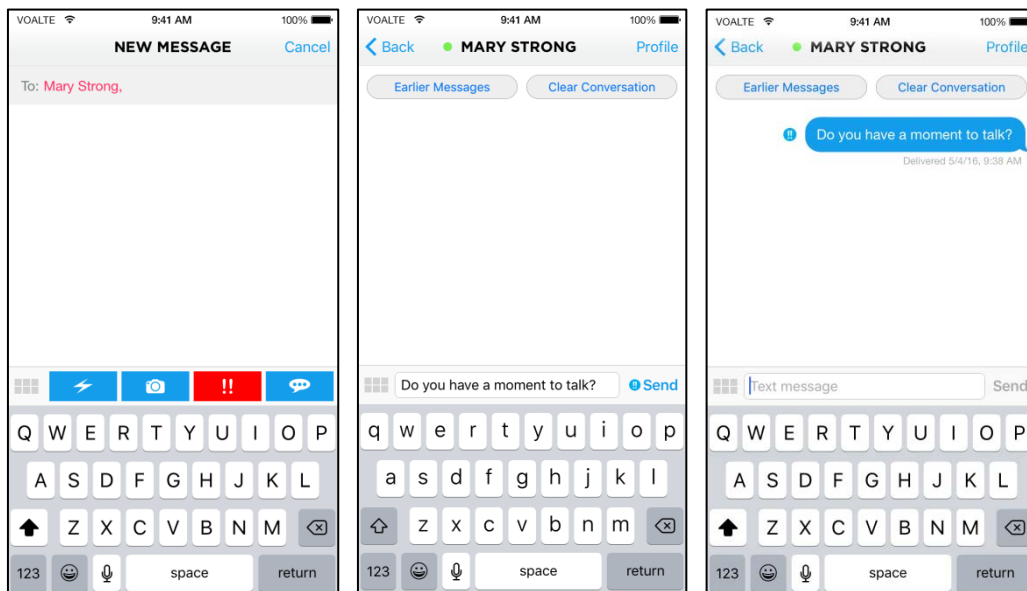 VOALTE 9:41 AM 100%
NEW MESSAGE Cancel
To: Mary Strong,
!!
Q W E R T Y U I O P
A S D F G H J K L
Z X C V B N M
123 space return
VOALTE 9:41 AM 100%
Back MARY STRONG Profile
Earlier Messages Clear Conversation
Do you have a moment to talk? !! Send
q w e r t y u i o p
a s d f g h j k l
z x c v b n m
123 space return
VOALTE 9:41 AM 100%
Back MARY STRONG Profile
Earlier Messages Clear Conversation
!! Do you have a moment to talk?
Delivered 5/4/16, 9:38 AM
Text message Send
Q W E R T Y U I O P
A S D F G H J K L
Z X C V B N M
123 space return